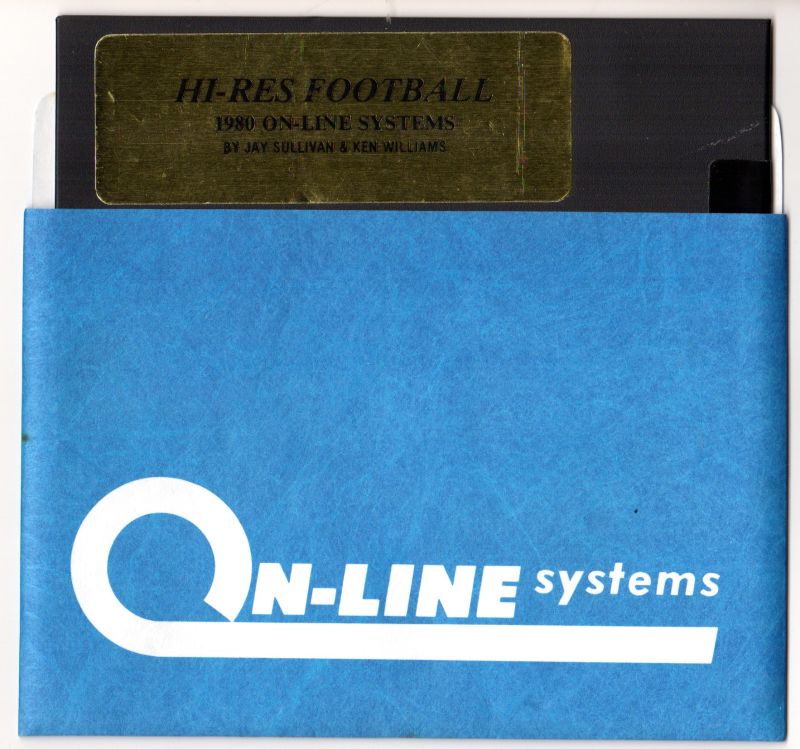 HI-RES FOOTBALL
1980 ON-LINE SYSTEMS
BY JAY SULLIVAN & KEN WILLIAMS
ON-LINE systems